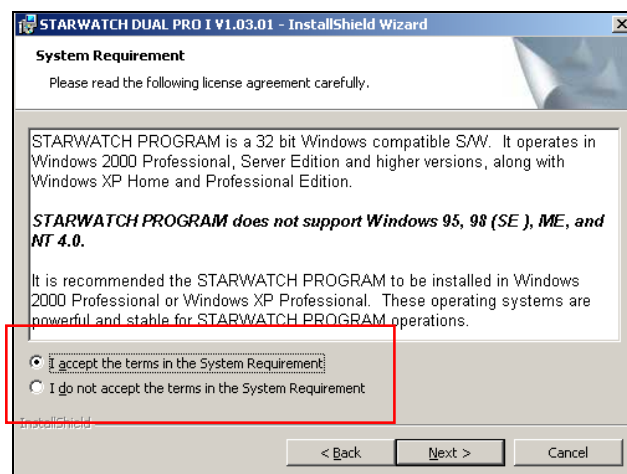 STARWATCH DUAL PRO I V1.03.01 - InstallShield Wizard
System Requirement
Please read the following license agreement carefully.
STARWATCH PROGRAM is a 32 bit Windows compatible S/W. It operates in
Windows 2000 Professional, Server Edition and higher versions, along with
Windows XP Home and Professional Edition.
STARWATCH PROGRAM does not support Windows 95, 98 (SE ), ME, and
NT 4.0.
It is recommended the STARWATCH PROGRAM to be installed in Windows
2000 Professional or Windows XP Professional. These operating systems are
powerful and stable for STARWATCH PROGRAM operations.
I accept the terms in the System Requirement
I do not accept the terms in the System Requirement
InstallShield
< Back
Next >
Cancel